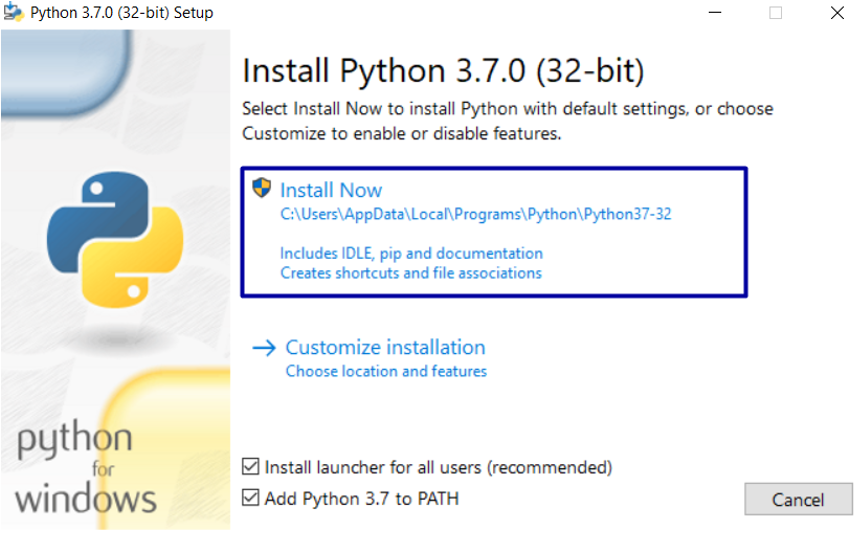 Python 3.7.0 (32-bit) Setup
Install Python 3.7.0 (32-bit)
Select Install Now to install Python with default settings, or choose
Customize to enable or disable features.
Install Now
C:\Users\AppData\Local\Programs\Python\Python37-32
Includes IDLE, pip and documentation
Creates shortcuts and file associations
Customize installation
Choose location and features
Install launcher for all users (recommended)
Add Python 3.7 to PATH
Cancel
python
for
windows